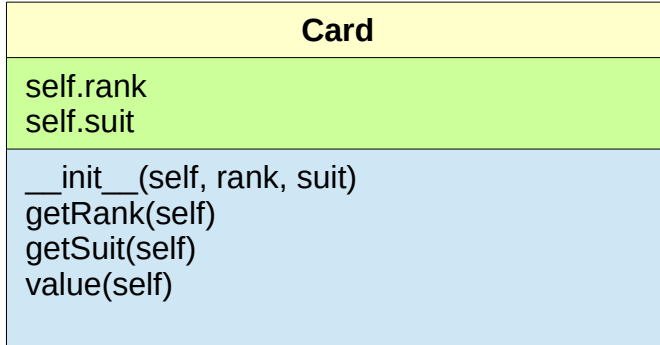 Card
self.rank
self.suit
__init__(self, rank, suit)
getRank(self)
getSuit(self)
value(self)